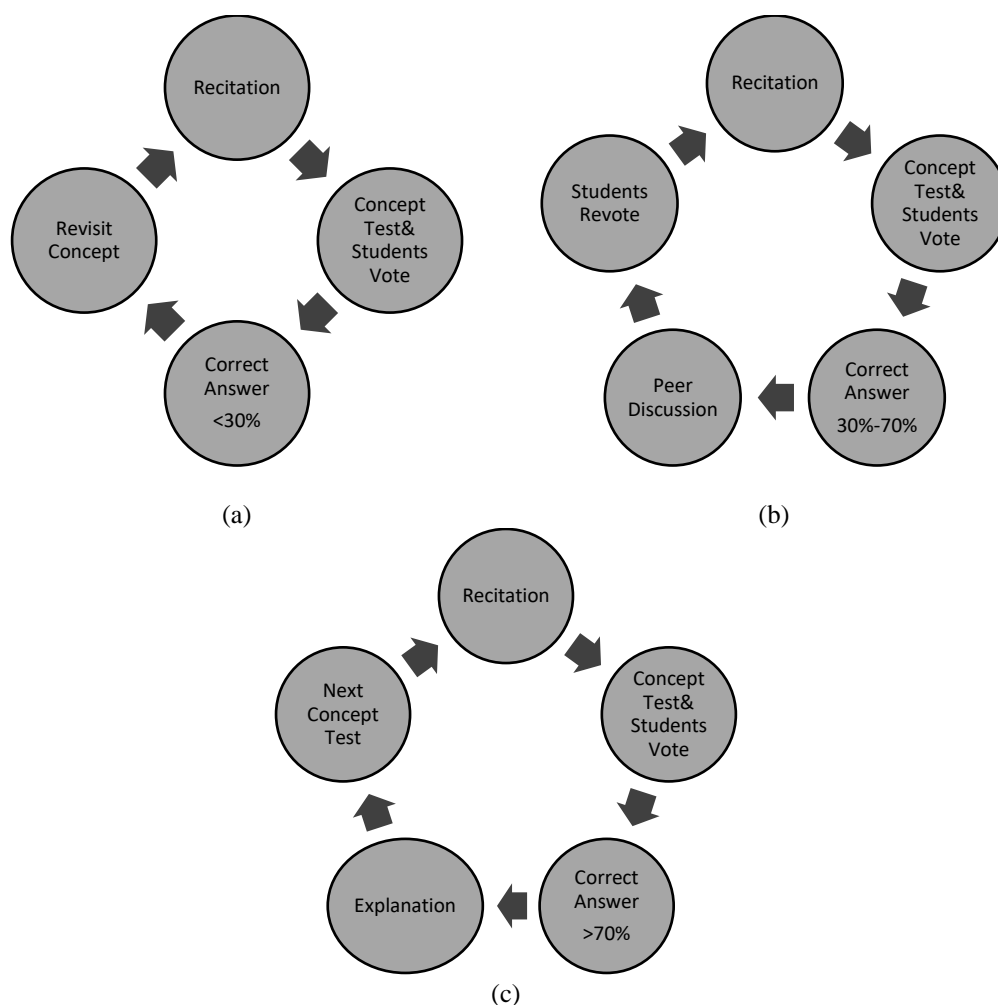 Recitation
Concept
Test&
Students
Vote
Correct
Answer
<30%
Revisit
Concept
(a)
Recitation
Concept
Test&
Students
Vote
Correct
Answer
30%-70%
Peer
Discussion
Students
Revote
(b)
Recitation
Concept
Test&
Students
Vote
Correct
Answer
>70%
Explanation
Next
Concept
Test
(c)